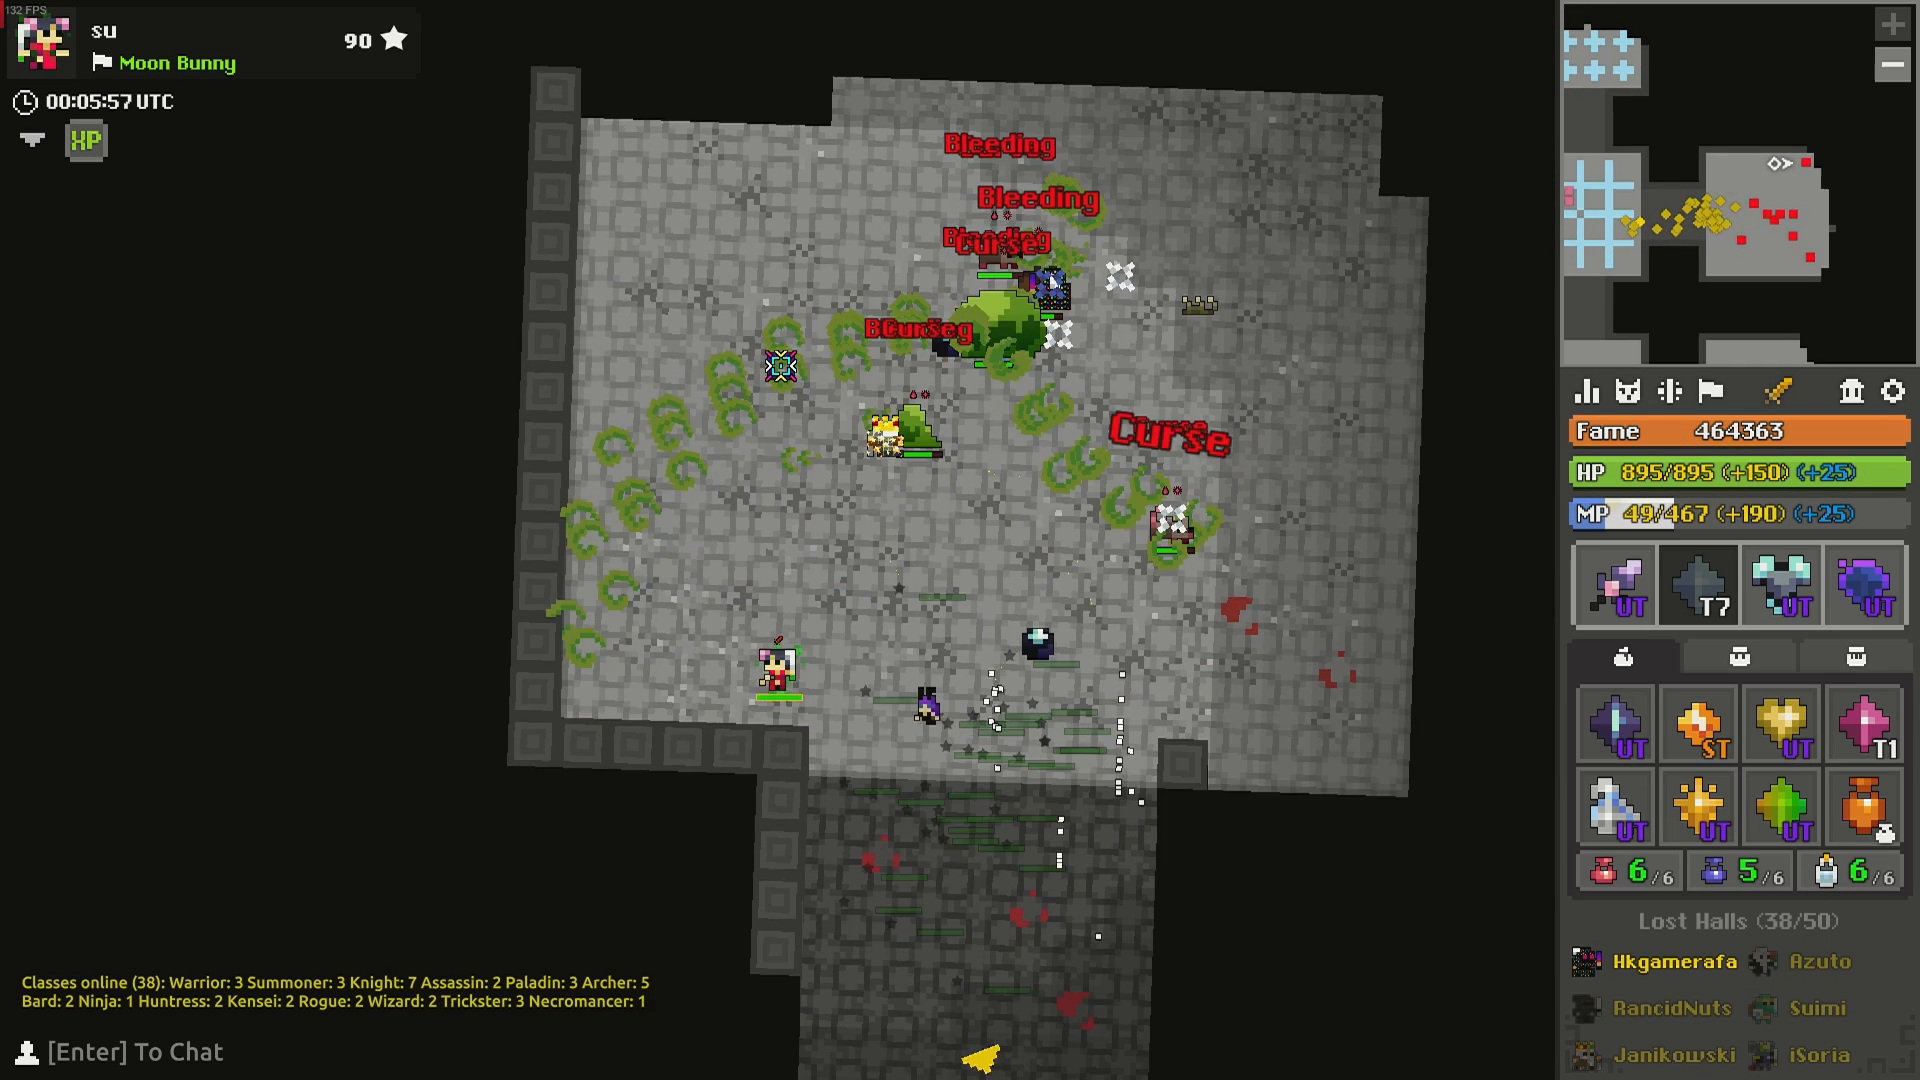 132 FPS
su
90
Moon Bunny
00:05:57 UTC
XP
Bleeding
Bleeding
Bleeding
Curse
Curse
Curse
Fame 464363
HP 895/895 (+150) (+25)
MP 49/467 (+190) (+25)
UT T7 UT UT
UT ST UT T1
UT UT UT
6/6 5/6 6/6
Lost Halls (38/50)
Hkgamerafa Azuto
RancidNuts Suimi
Janikowski iSoria
Classes online (38): Warrior: 3 Summoner: 3 Knight: 7 Assassin: 2 Paladin: 3 Archer: 5
Bard: 2 Ninja: 1 Huntress: 2 Kensei: 2 Rogue: 2 Wizard: 2 Trickster: 3 Necromancer: 1
[Enter] To Chat